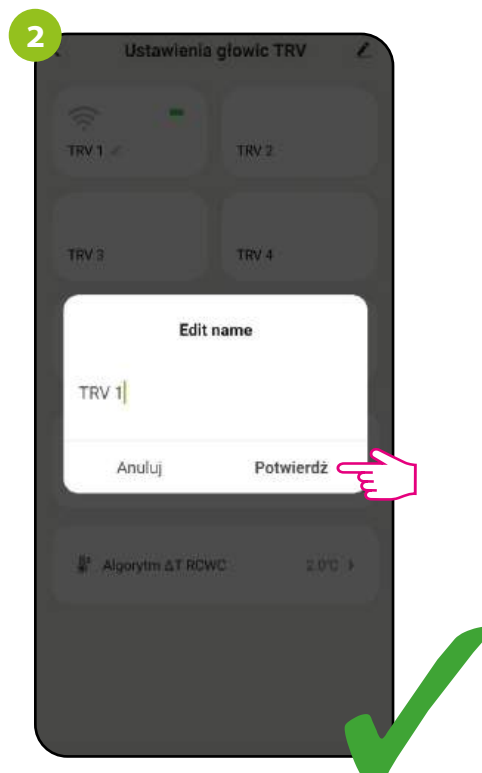 2
Ustawienia głowic TRV
TRV 1
TRV 2
TRV 3
TRV 4
Edit name
TRV 1
Anuluj
Potwierdź
Algorytm ΔT RCWC
2.0°C